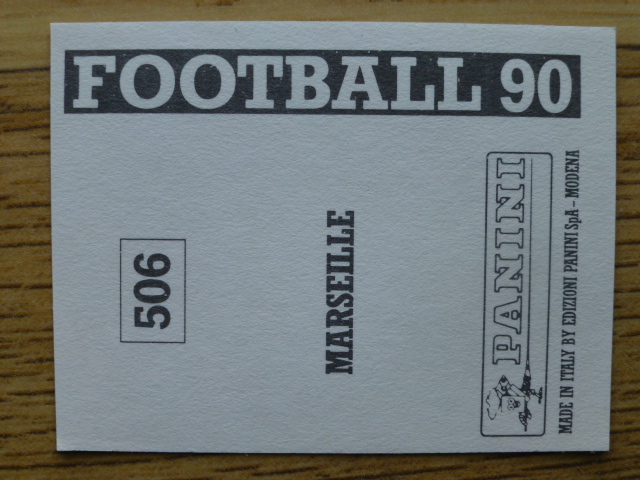 FOOTBALL 90
506
MARSEILLE
PANINI
MADE IN ITALY BY EDIZIONI PANINI SpA - MODENA